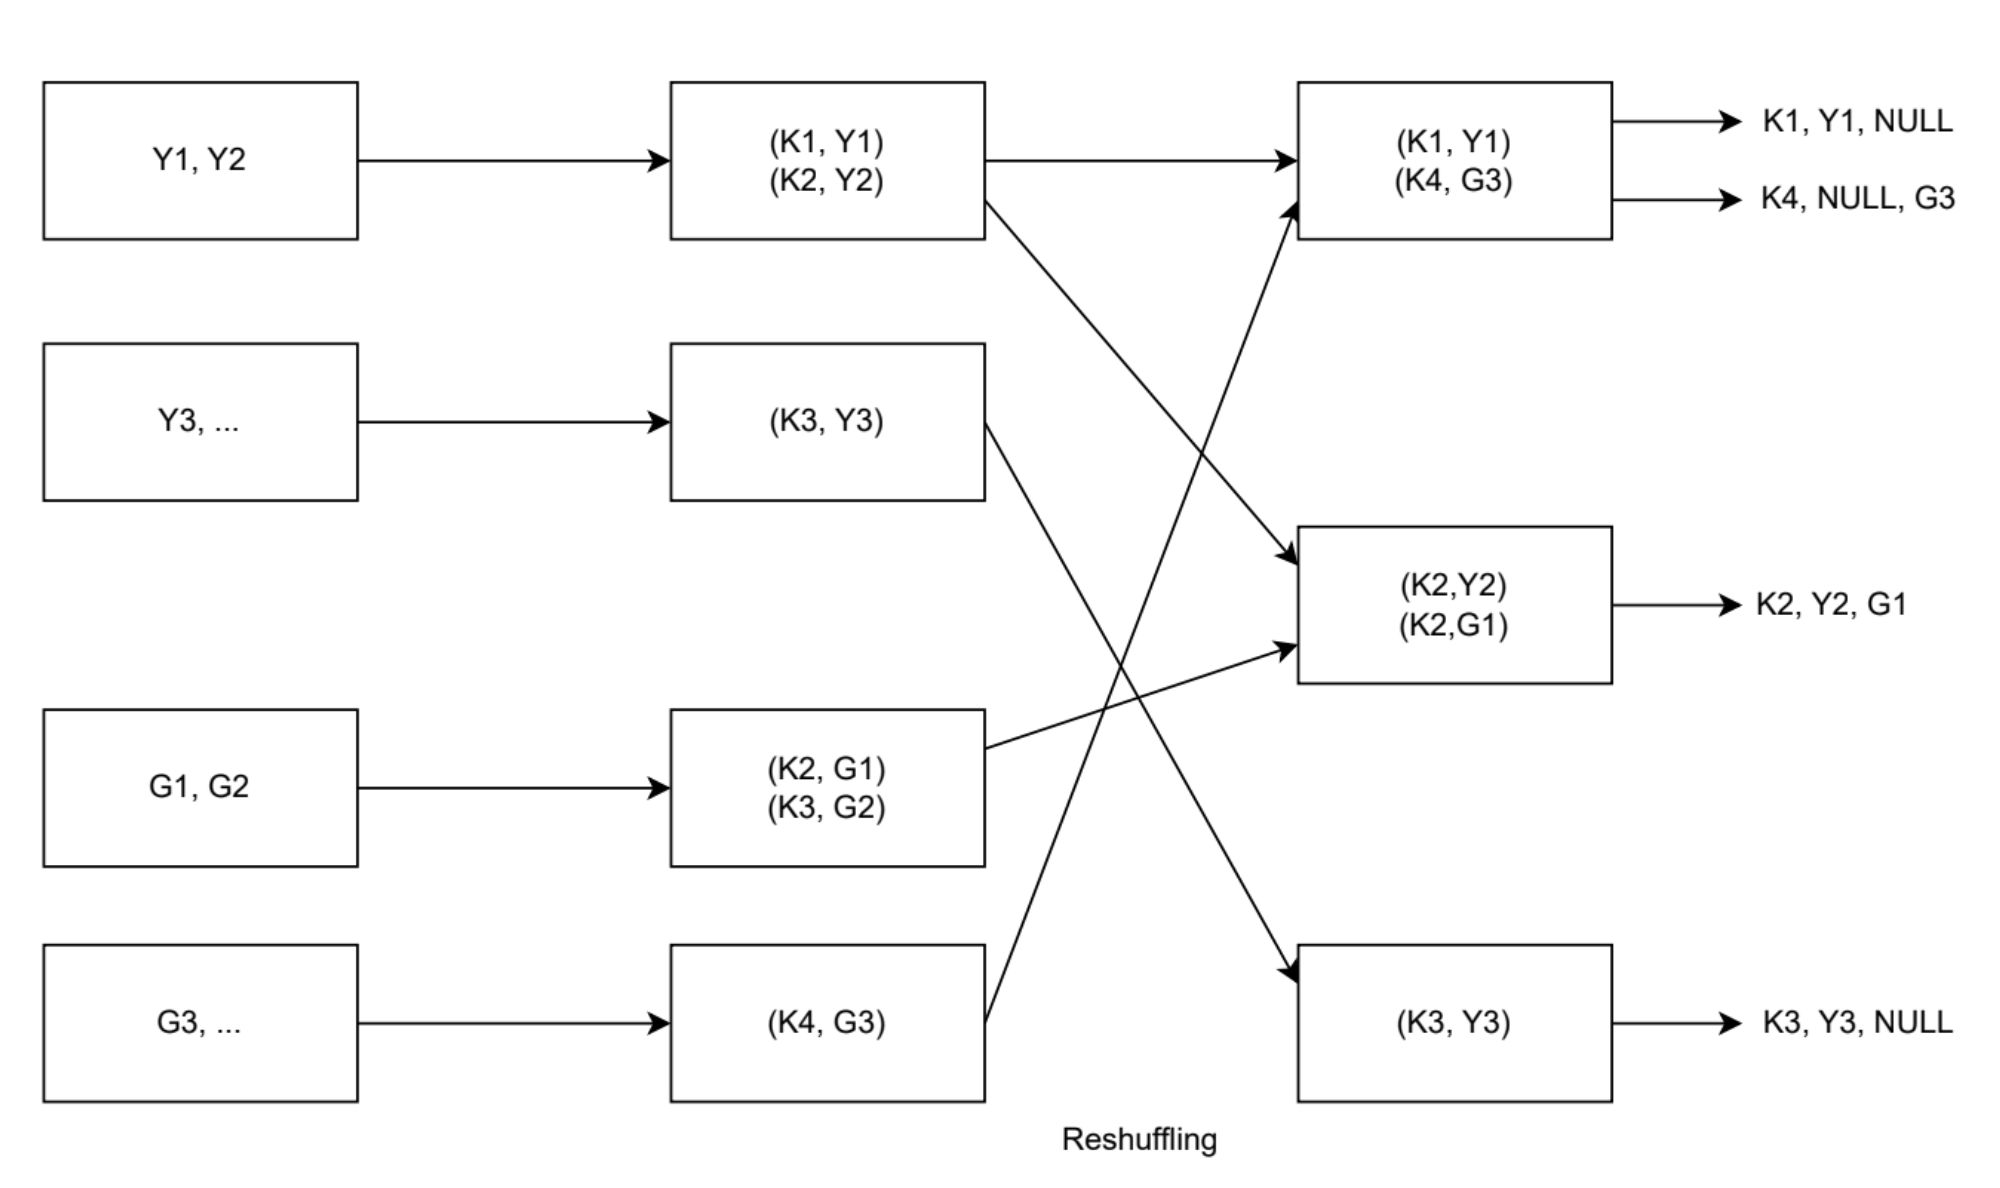 Y1, Y2
(K1, Y1)
(K2, Y2)
(K1, Y1)
(K4, G3)
K1, Y1, NULL
K4, NULL, G3
Y3, ...
(K3, Y3)
(K2,Y2)
(K2,G1)
K2, Y2, G1
G1, G2
(K2, G1)
(K3, G2)
G3, ...
(K4, G3)
(K3, Y3)
K3, Y3, NULL
Reshuffling